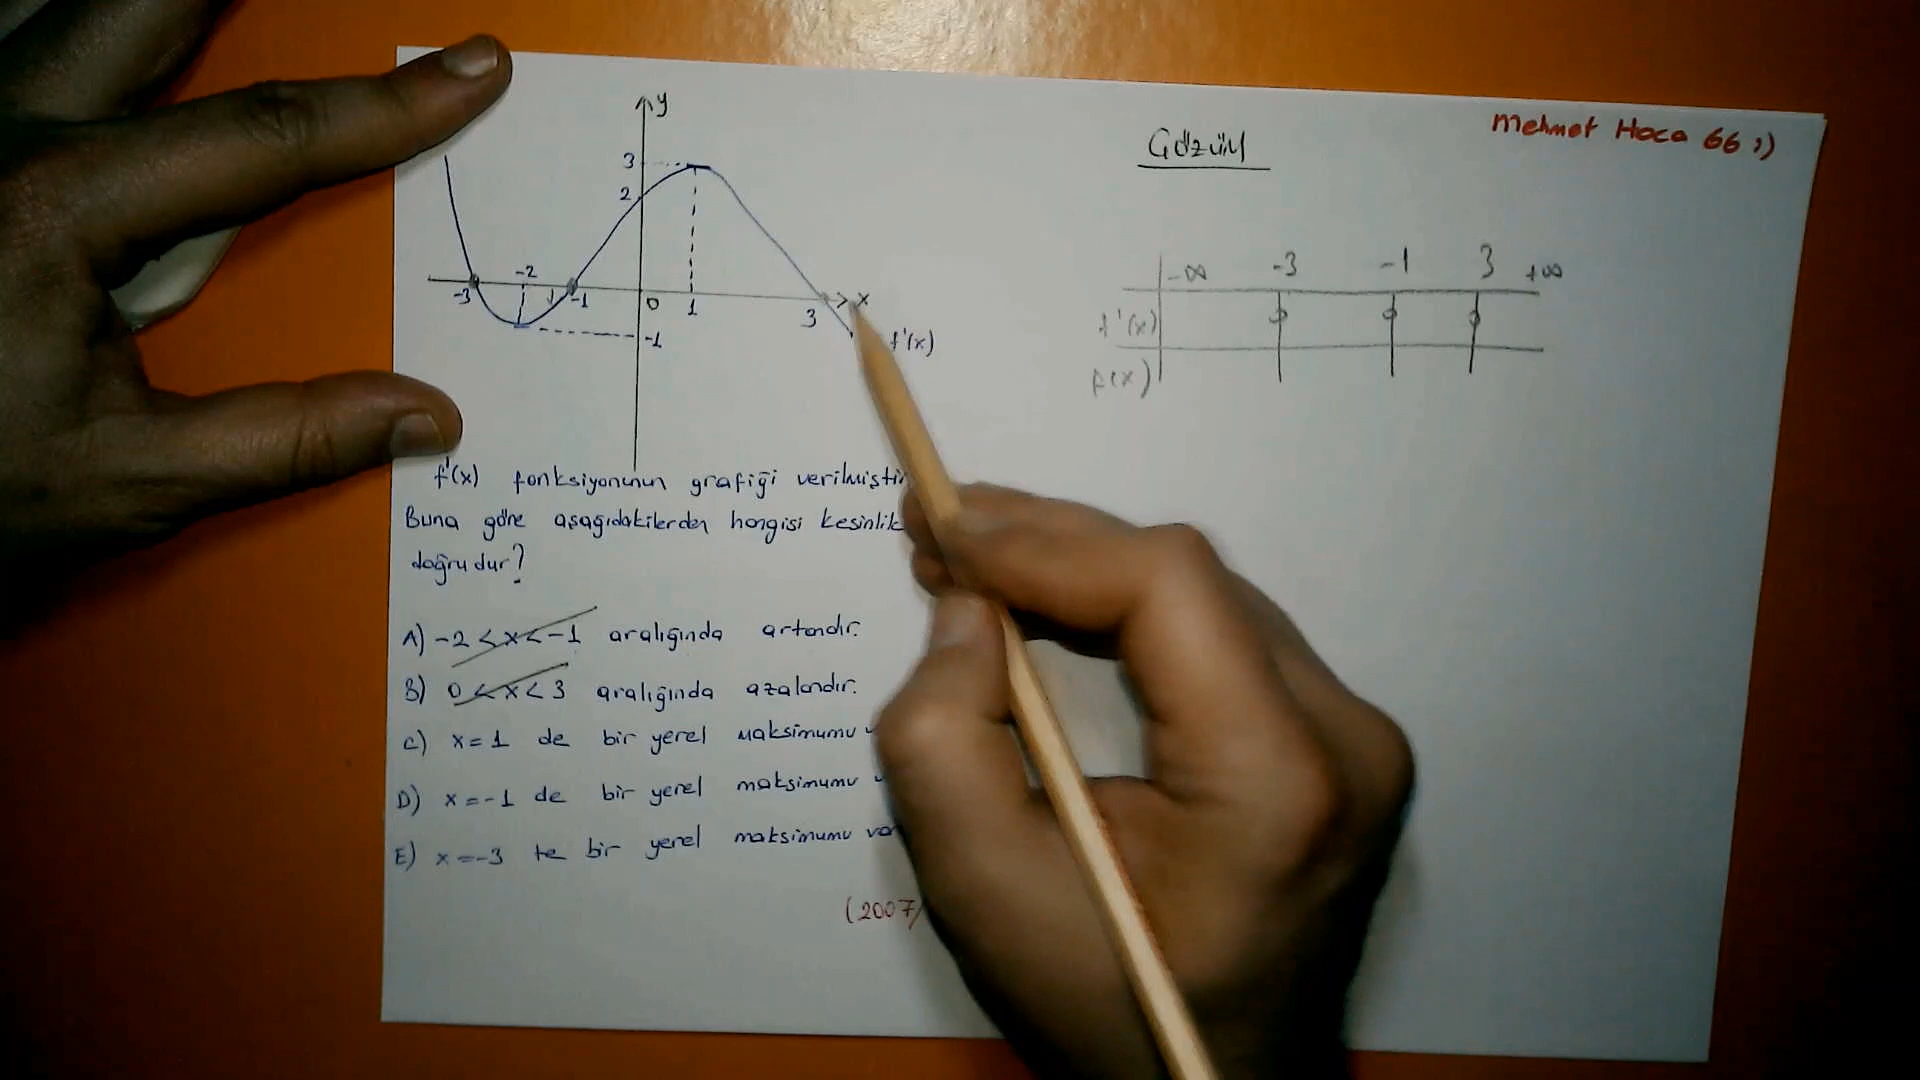 y
3
2
-2
-3
-1
0
1
3
x
-1
f'(x)
f'(x) fonksiyonunun grafiği verilmiştir
Buna göre aşağıdakilerden hangisi kesinlik
doğrudur?
A) -2 < x < -1 aralığında artandır.
B) 0 < x < 3 aralığında azalandır.
C) x = 1 de bir yerel maksimumu
D) x = -1 de bir yerel maksimumu
E) x = -3 te bir yerel maksimumu var
(2007/
Mehmet Hoca 66 :)
Çözüm
-∞ -3 -1 3 +∞
f'(x)
f(x)